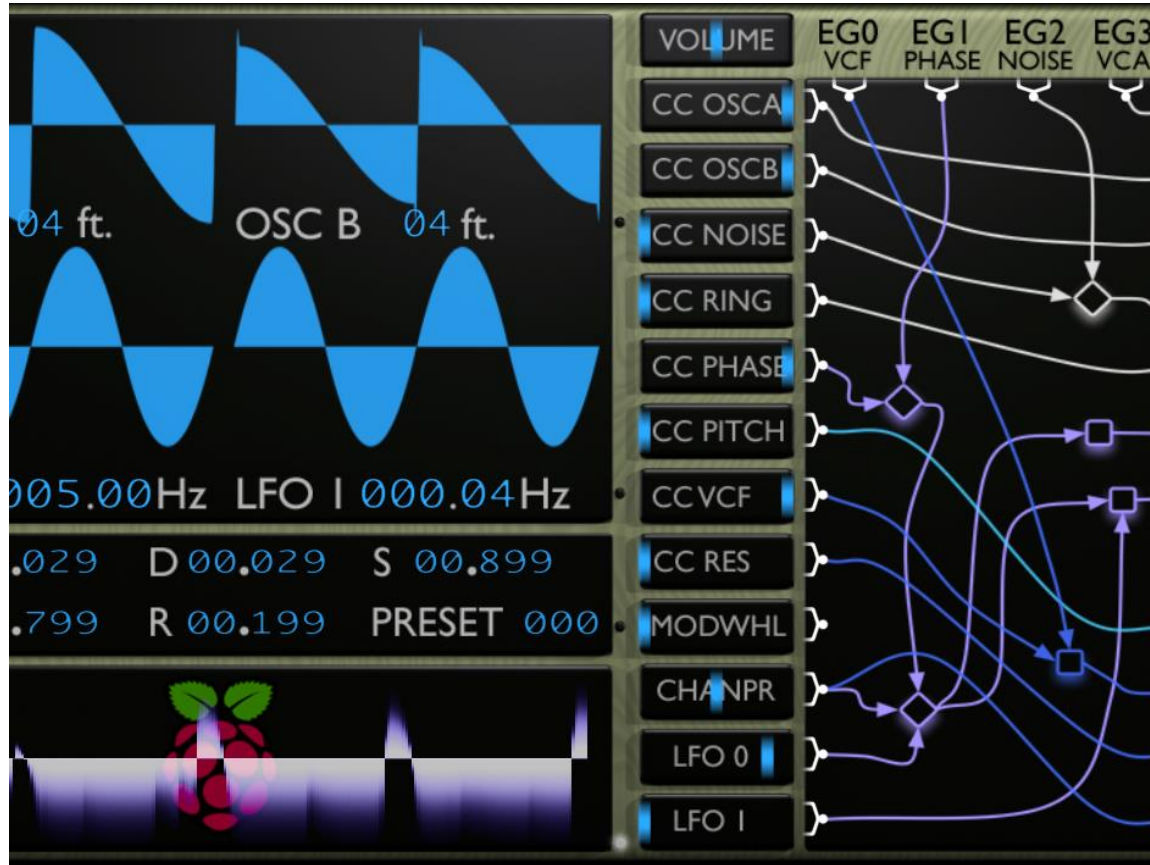 VOLUME
EG0 EG1 EG2 EG3
VCF PHASE NOISE VCA
CC OSCA
CC OSCB
CC NOISE
04 ft. OSC B 04 ft.
CC RING
CC PHASE
CC PITCH
005.00Hz LFO 1 000.04Hz
CC VCF
.029 D 00.029 S 00.899
CC RES
.799 R 00.199 PRESET 000
MODWHL
CHANPR
LFO 0
LFO 1